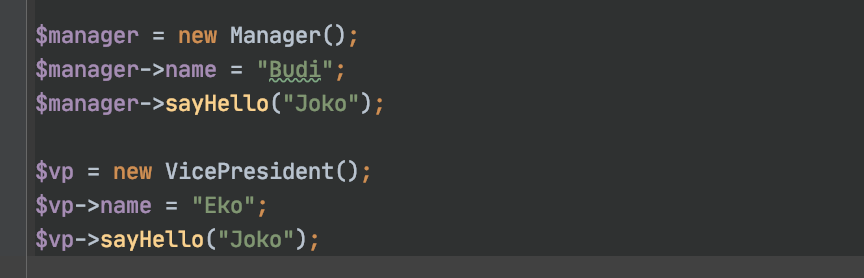 $manager = new Manager();
$manager->name = "Budi";
$manager->sayHello("Joko");
$vp = new VicePresident();
$vp->name = "Eko";
$vp->sayHello("Joko");